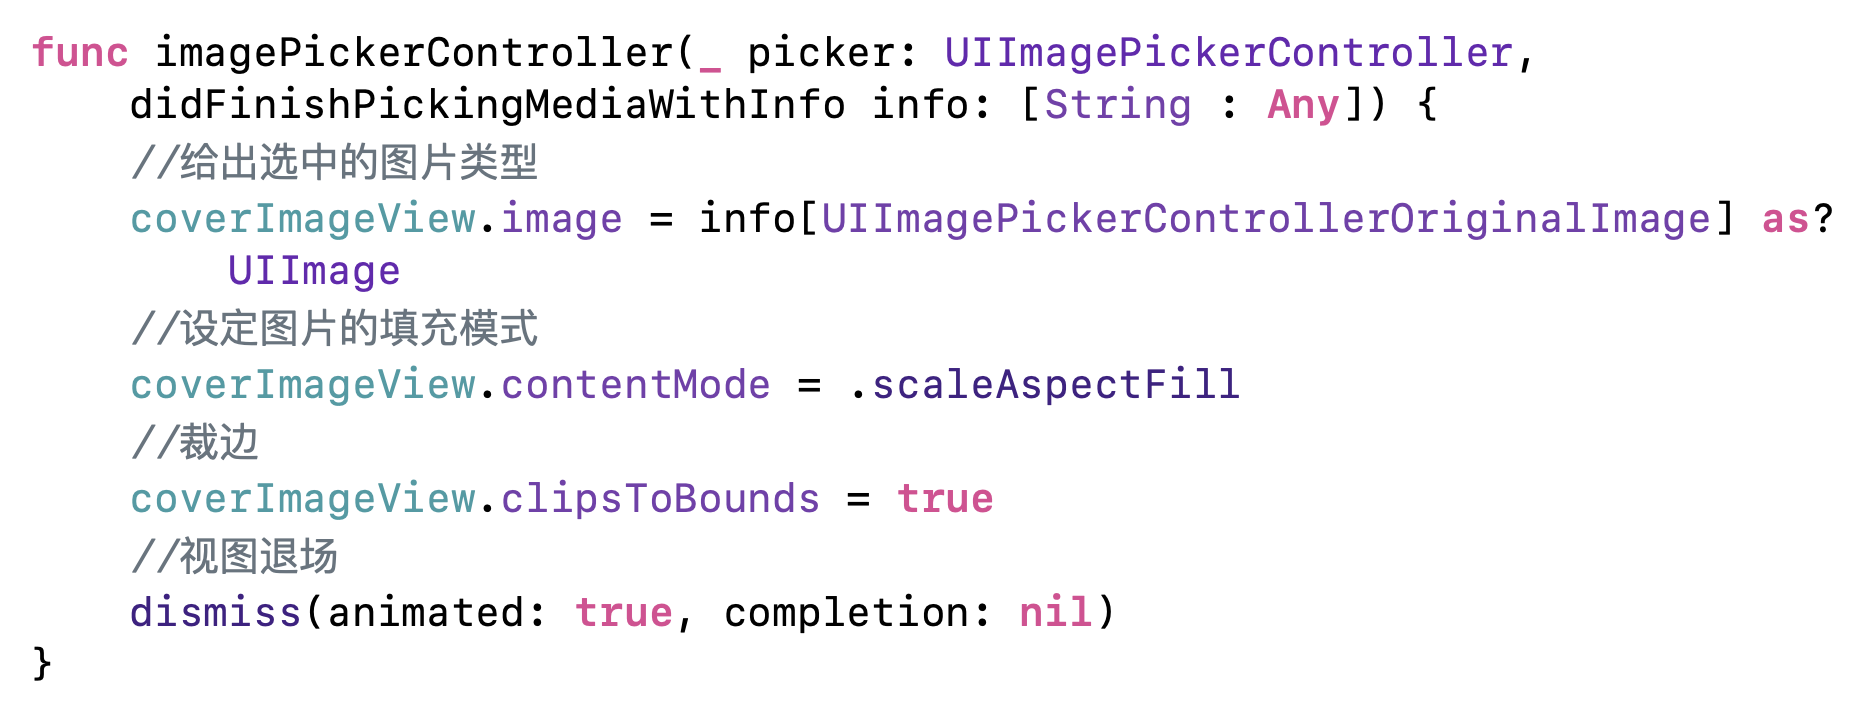 func imagePickerController(_ picker: UIImagePickerController,
didFinishPickingMediaWithInfo info: [String : Any]) {
//给出选中的图片类型
coverImageView.image = info[UIImagePickerControllerOriginalImage] as?
UIImage
//设定图片的填充模式
coverImageView.contentMode = .scaleAspectFill
//裁边
coverImageView.clipsToBounds = true
//视图退场
dismiss(animated: true, completion: nil)
}